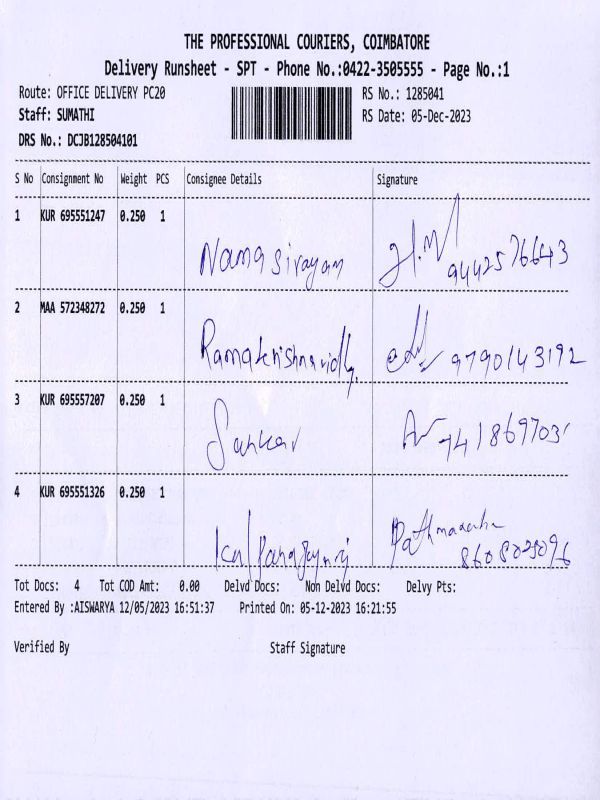 THE PROFESSIONAL COURIERS, COIMBATORE
Delivery Runsheet - SPT - Phone No.:0422-3505555 - Page No.:1
Route: OFFICE DELIVERY PC20 RS No.: 1285041
Staff: SUMATHI RS Date: 05-Dec-2023
DRS No.: DCJB128504101
S No Consignment No Weight PCS Consignee Details Signature
1 KUR 695551247 0.250 1
Namasivayam 9442576643
2 MAA 572348272 0.250 1
9790143192
3 KUR 695557207 0.250 1
Sankar
4 KUR 695551326 0.250 1
Tot Docs: 4 Tot COD Amt: 0.00 Delvd Docs: Non Delvd Docs: Delvy Pts:
Entered By :AISWARYA 12/05/2023 16:51:37 Printed On: 05-12-2023 16:21:55
Verified By Staff Signature